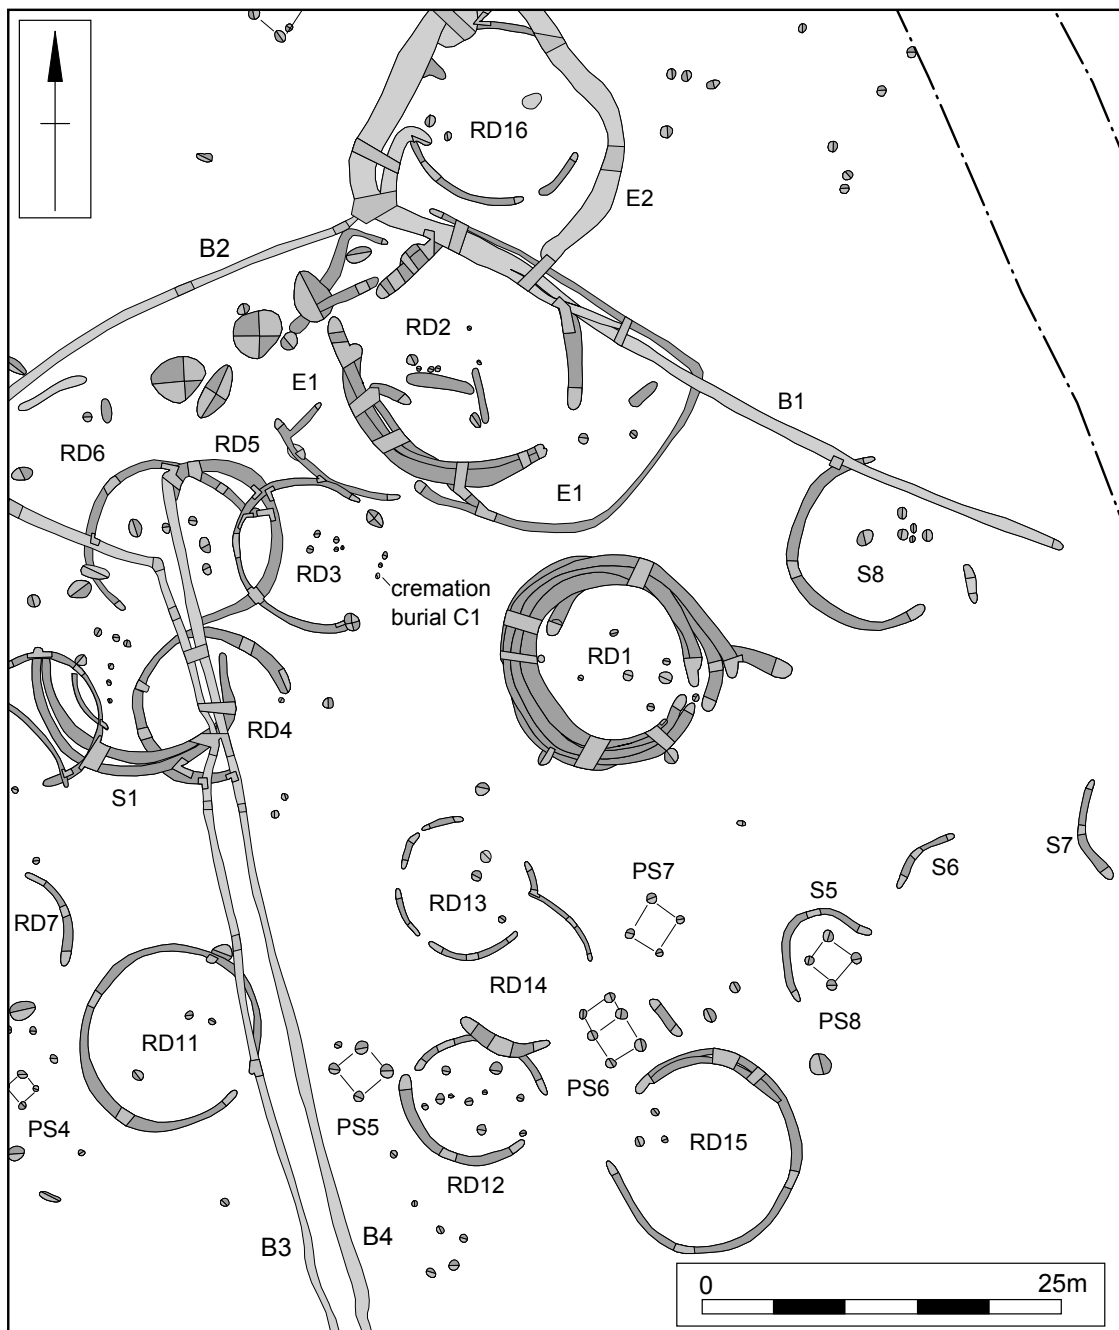 RD16
E2
B2
RD2
E1
B1
RD5
RD6
E1
RD3
S8
cremation
burial C1
RD1
RD4
S1
S7
S6
PS7
S5
RD13
RD7
RD14
PS8
RD11
PS6
PS4
PS5
RD15
RD12
B3
B4
0
25m